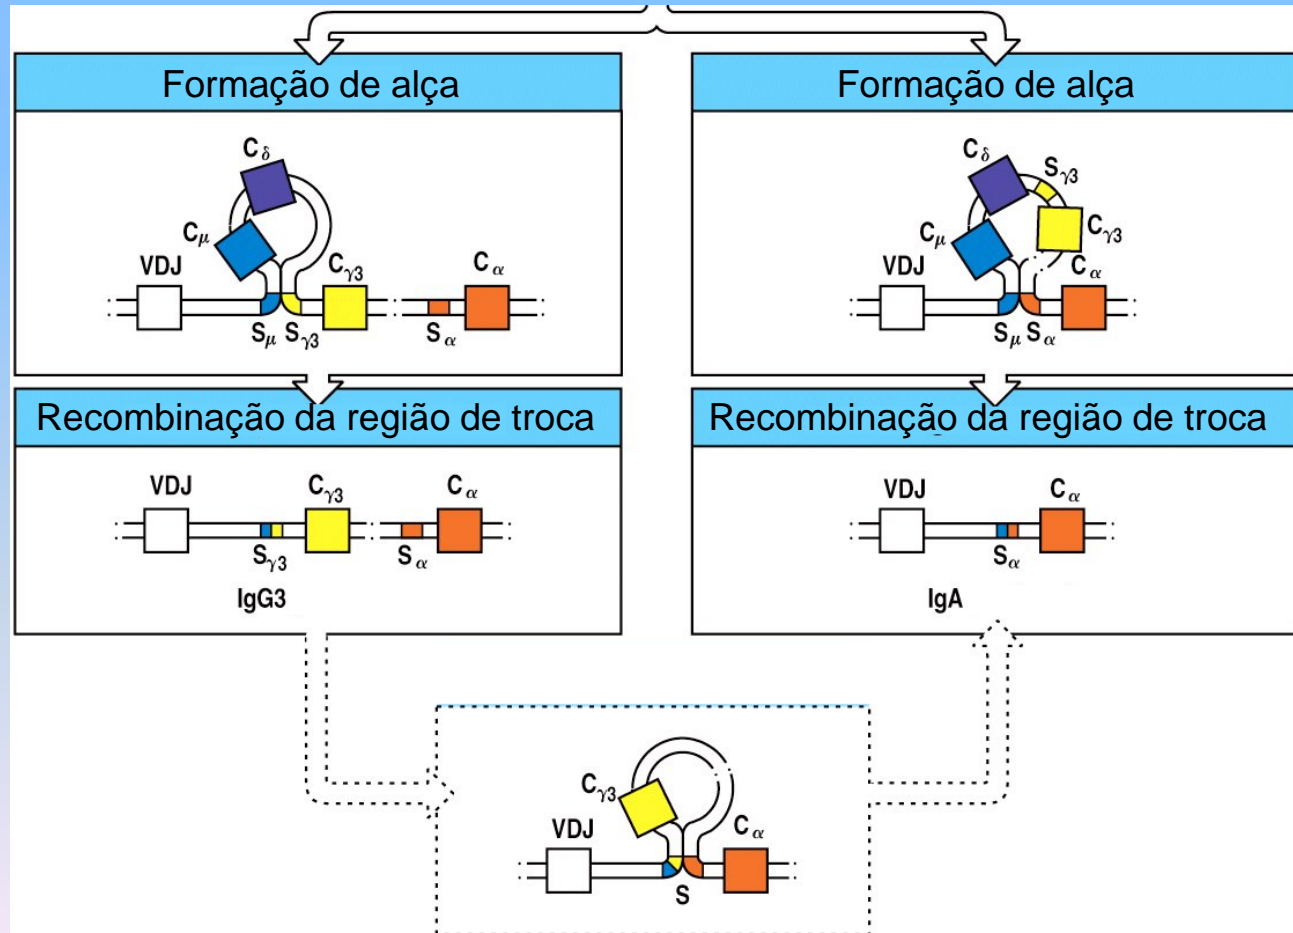 Formação de alça
Cδ
Cμ
VDJ
Cγ3
Cα
Sμ Sγ3
Sα
Recombinação da região de troca
VDJ
Cγ3
Cα
Sγ3
Sα
IgG3
Formação de alça
Cδ
Sγ3
Cμ
Cγ3
VDJ
Cα
Sμ Sα
Recombinação da região de troca
VDJ
Cα
Sα
IgA
Cγ3
VDJ
Cα
S